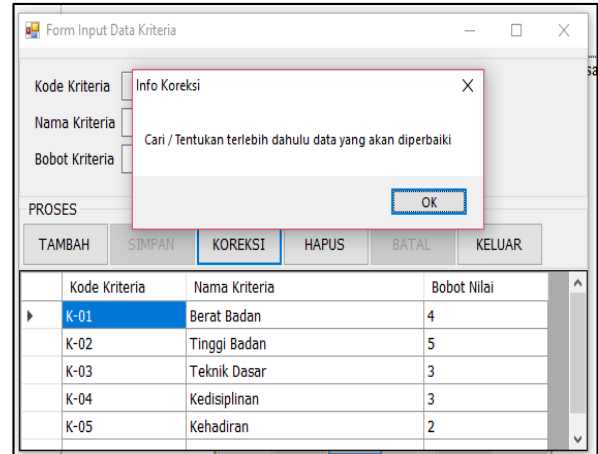 Form Input Data Kriteria
Kode Kriteria
Info Koreksi
Nama Kriteria
Cari / Tentukan terlebih dahulu data yang akan diperbaiki
Bobot Kriteria
OK
PROSES
TAMBAH SIMPAN KOREKSI HAPUS BATAL KELUAR
Kode Kriteria Nama Kriteria Bobot Nilai
K-01 Berat Badan 4
K-02 Tinggi Badan 5
K-03 Teknik Dasar 3
K-04 Kedisiplinan 3
K-05 Kehadiran 2